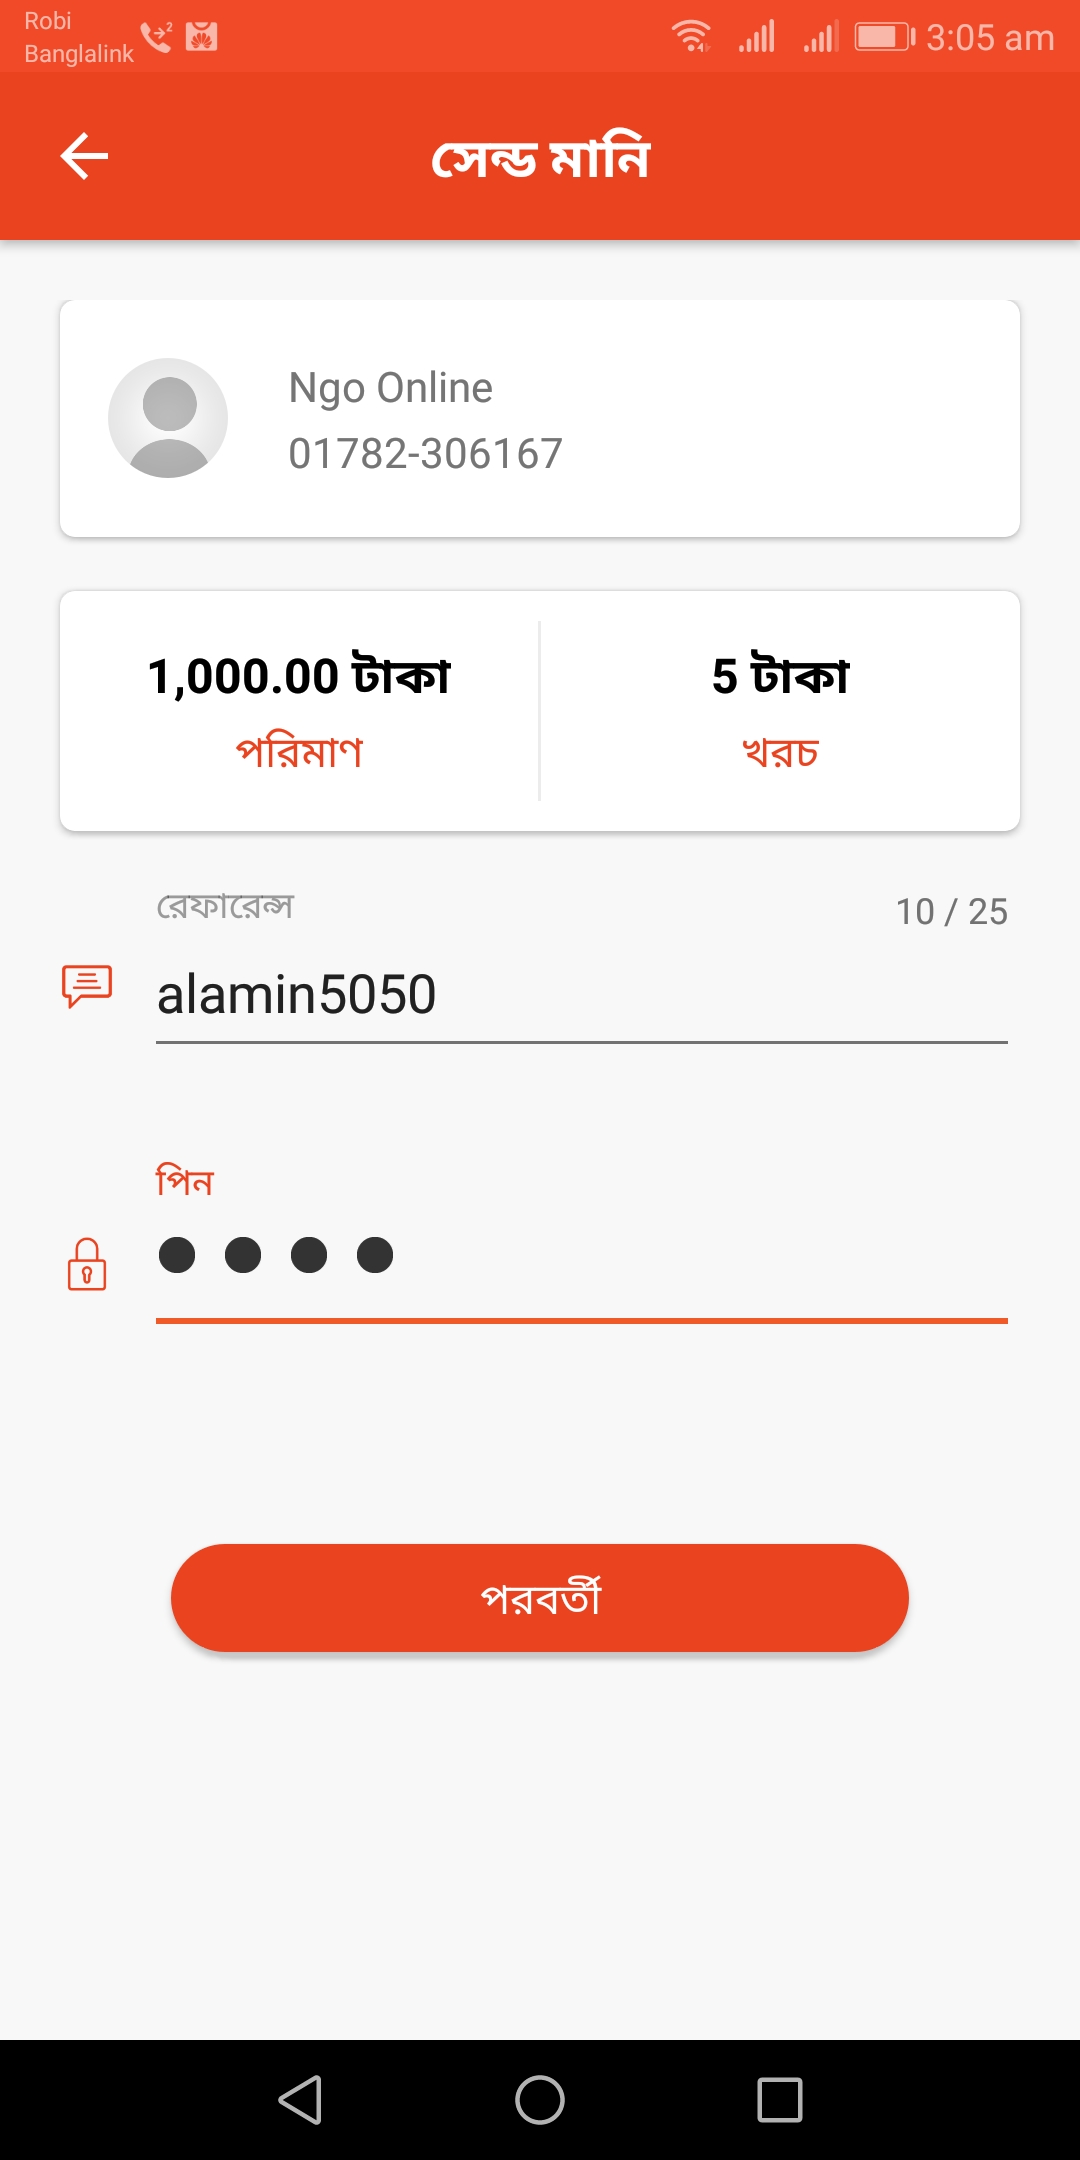 Robi
Banglalink
3:05 am
সেন্ড মানি
Ngo Online
01782-306167
1,000.00 টাকা
5 টাকা
পরিমাণ
খরচ
রেফারেন্স
10 / 25
alamin5050
পিন
পরবর্তী